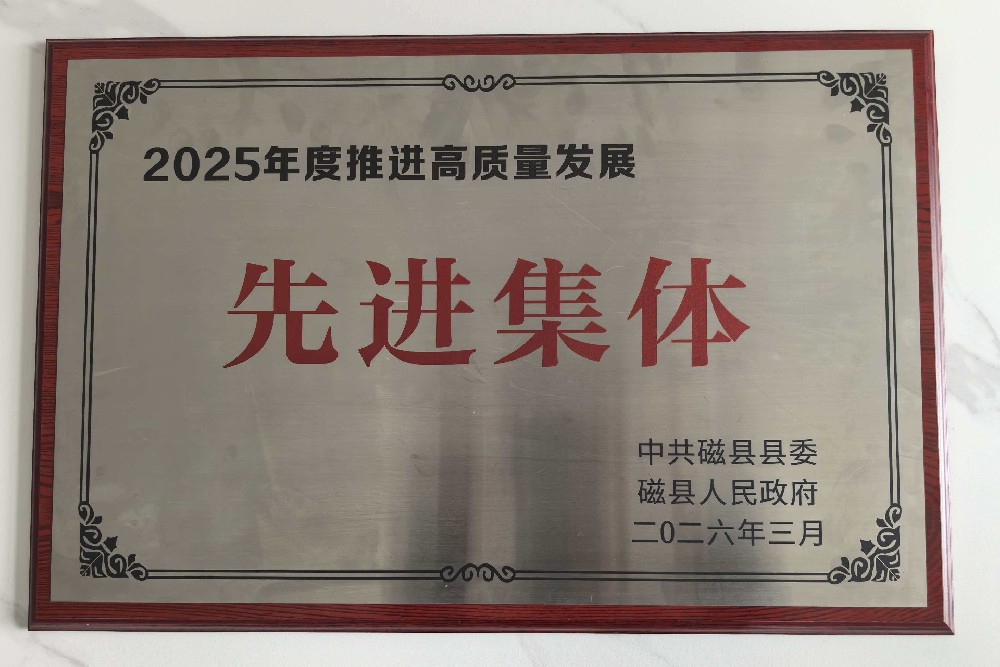 2025年度推进高质量发展
先进集体
中共磁县县委
磁县人民政府
二0二六年三月